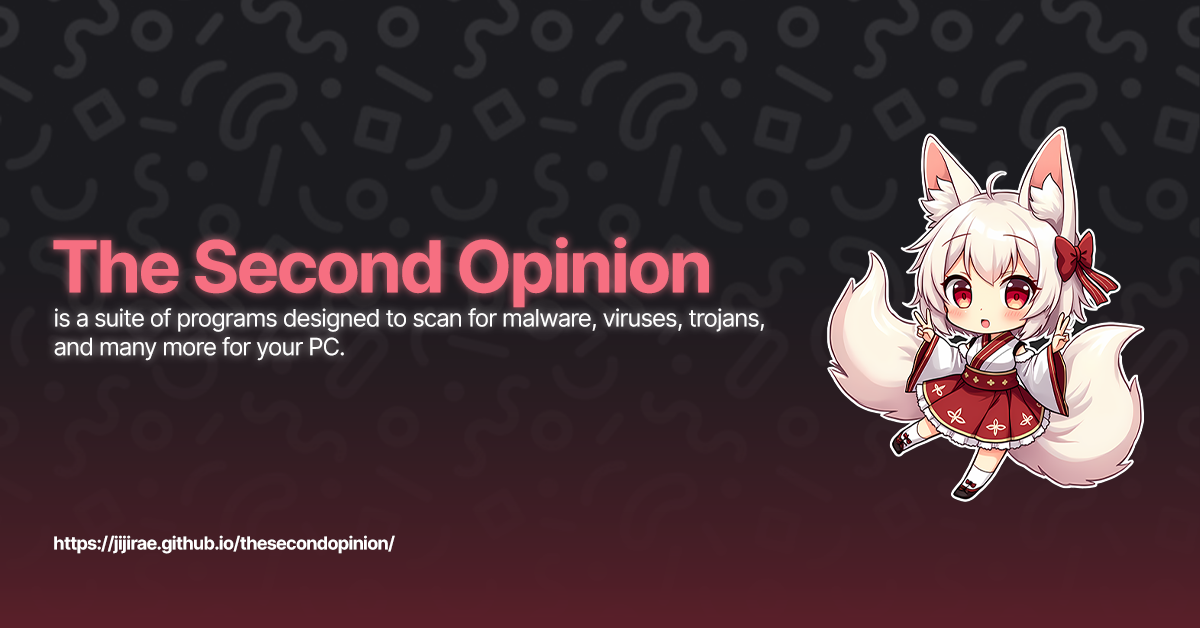 The Second Opinion
is a suite of programs designed to scan for malware, viruses, trojans,
and many more for your PC.
https://jijirae.github.io/thesecondopinion/